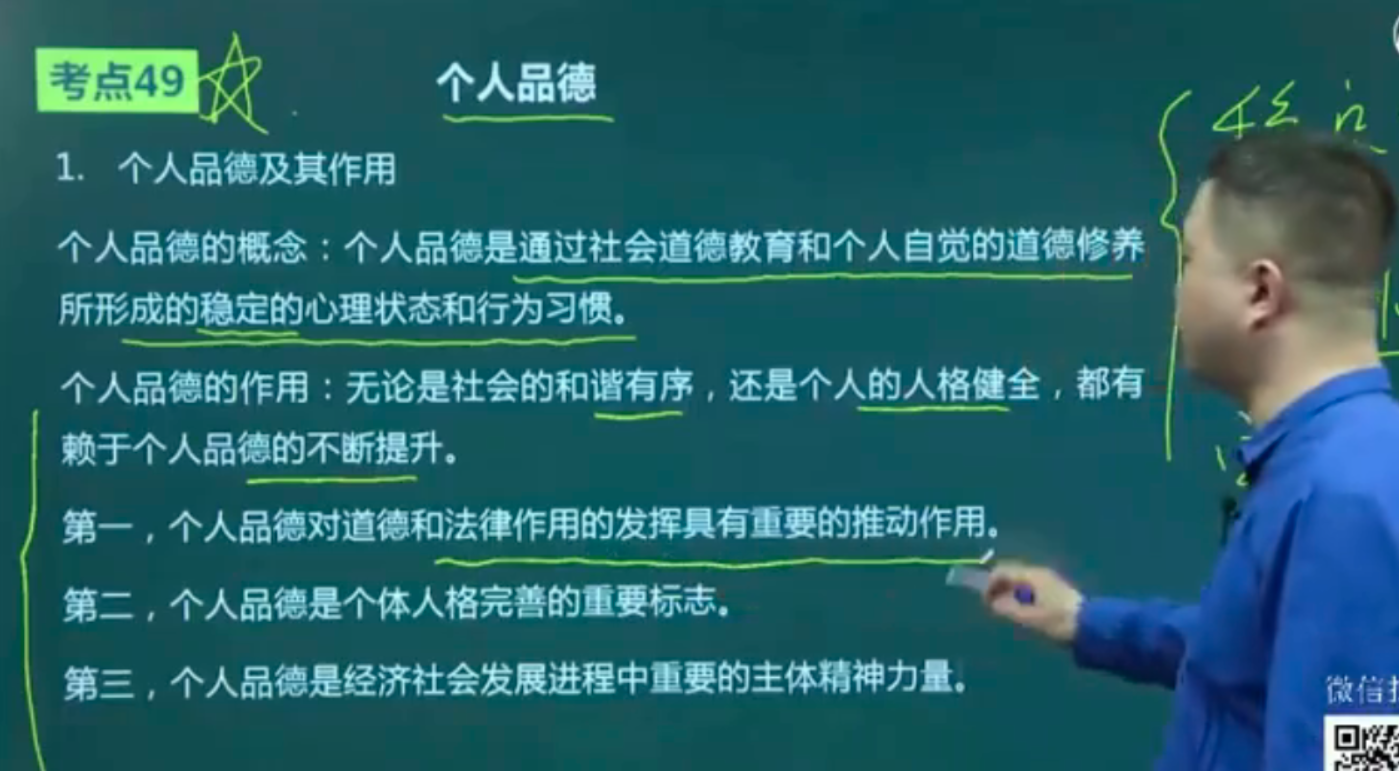 考点49
个人品德
1. 个人品德及其作用
个人品德的概念：个人品德是通过社会道德教育和个人自觉的道德修养
所形成的稳定的心理状态和行为习惯。
个人品德的作用：无论是社会的和谐有序，还是个人的人格健全，都有
赖于个人品德的不断提升。
第一，个人品德对道德和法律作用的发挥具有重要的推动作用。
第二，个人品德是个体人格完善的重要标志。
第三，个人品德是经济社会发展进程中重要的主体精神力量。
微信